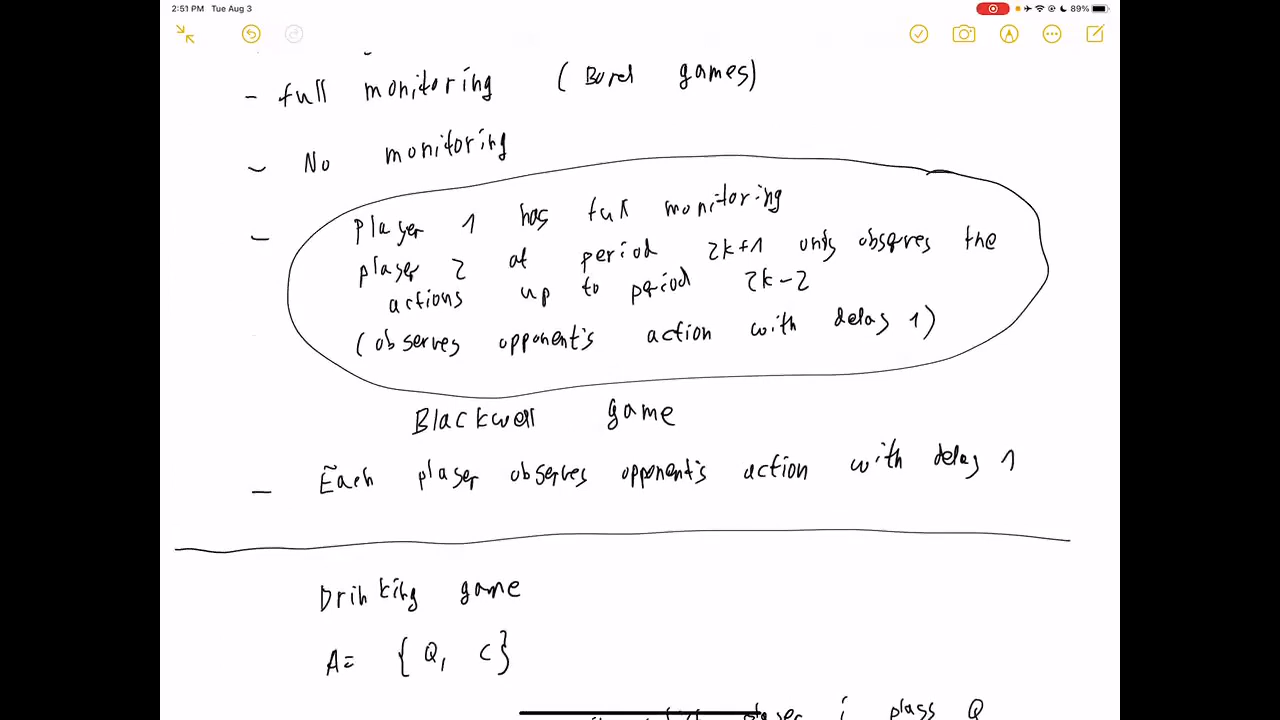 2:51 PM Tue Aug 3
89%
- full monitoring (Borel games)
- No monitoring
- player 1 has full monitoring
player 2 at period 2k+1 only observes the
actions up to period 2k-2
(observes opponent's action with delay 1)
Blackwell game
- Each player observes opponent's action with delay 1
Drinking game
A= {Q, C}
player i plays Q